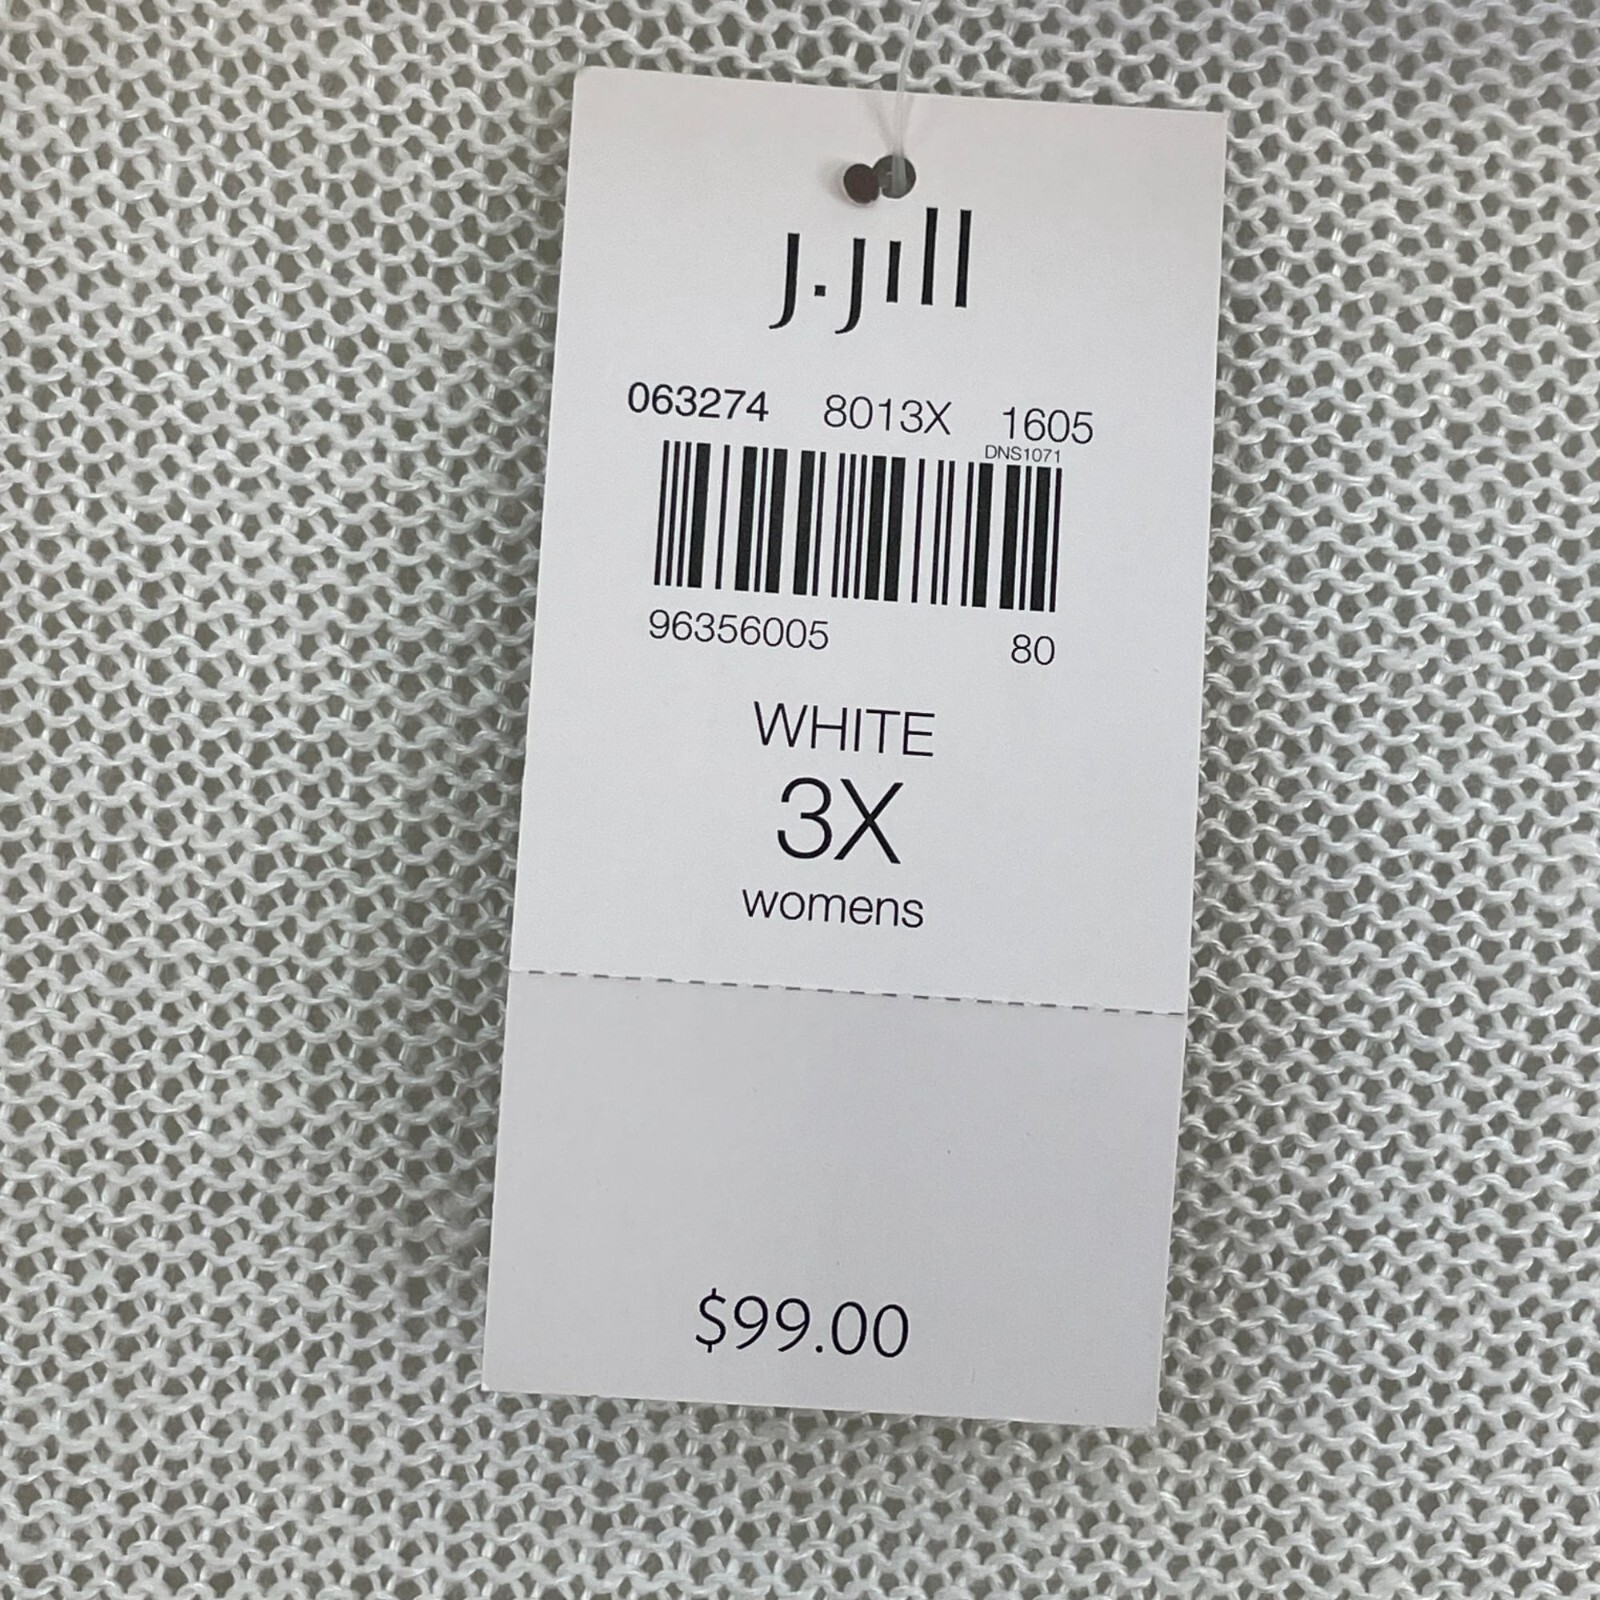 J.Jill
063274 8013X 1605
DNS1071
96356005 80
WHITE
3X
womens
$99.00